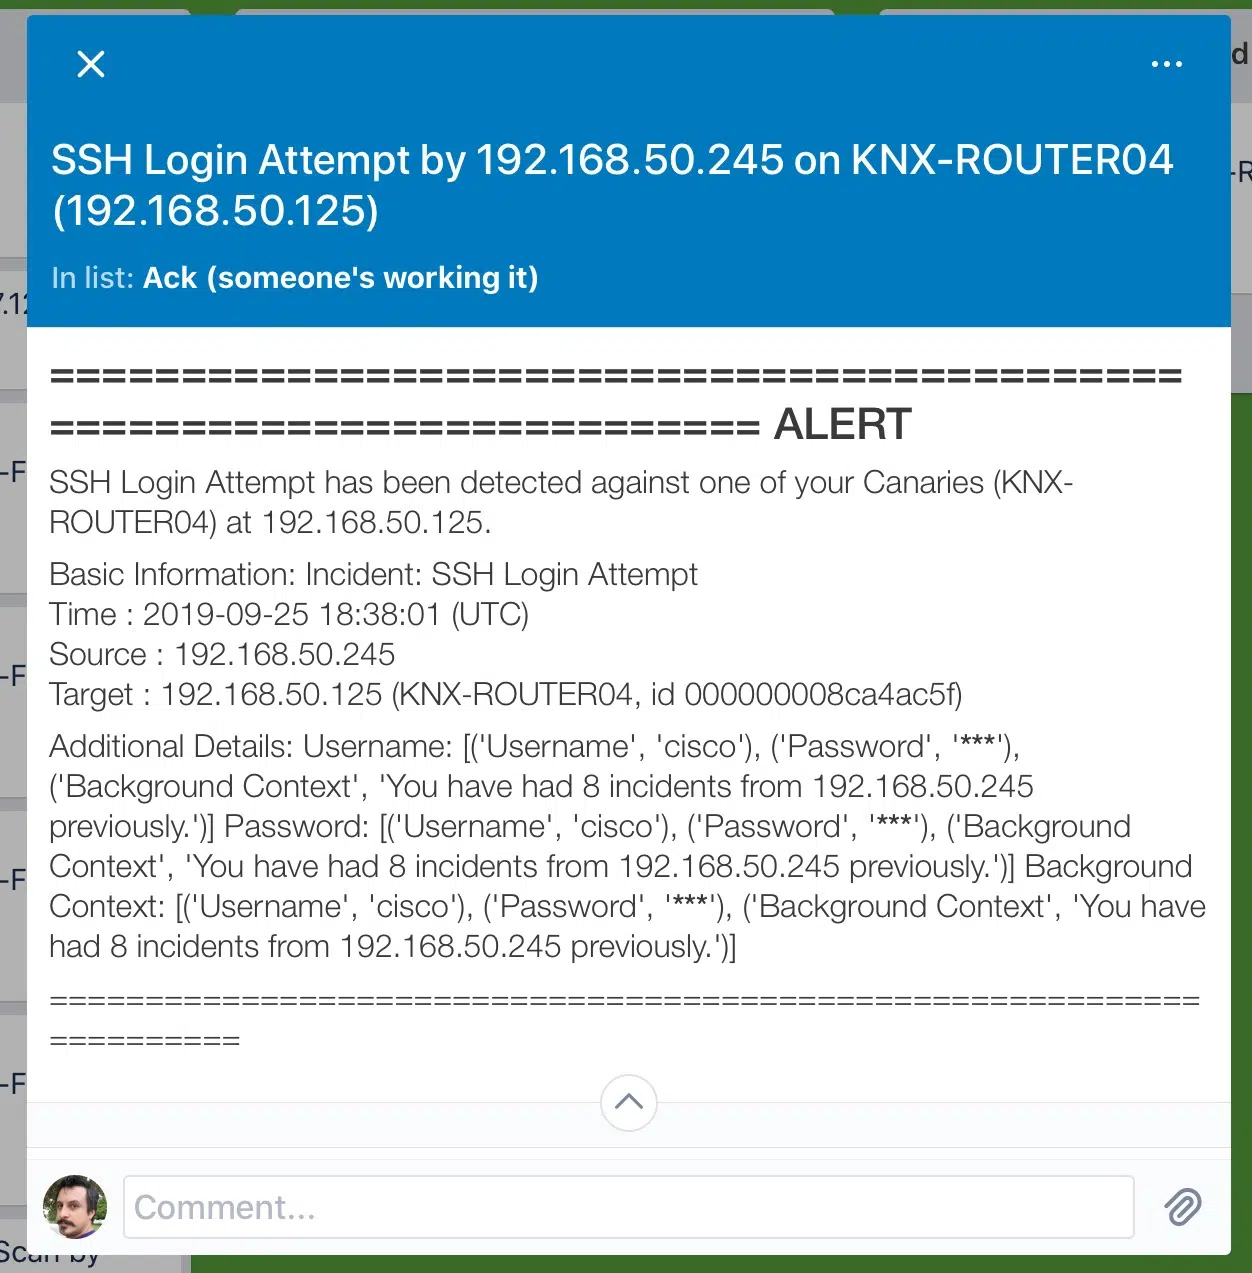 d
SSH Login Attempt by 192.168.50.245 on KNX-ROUTER04
(192.168.50.125)
-R
In list: Ack (someone's working it)
7.12
============================================
=========================== ALERT
-F
SSH Login Attempt has been detected against one of your Canaries (KNX-
ROUTER04) at 192.168.50.125.
Basic Information: Incident: SSH Login Attempt
Time : 2019-09-25 18:38:01 (UTC)
Source : 192.168.50.245
-F
Target : 192.168.50.125 (KNX-ROUTER04, id 000000008ca4ac5f)
Additional Details: Username: [('Username', 'cisco'), ('Password', '***'),
('Background Context', 'You have had 8 incidents from 192.168.50.245
previously.')] Password: [('Username', 'cisco'), ('Password', '***'), ('Background
Context', 'You have had 8 incidents from 192.168.50.245 previously.')] Background
-F
Context: [('Username', 'cisco'), ('Password', '***'), ('Background Context', 'You have
had 8 incidents from 192.168.50.245 previously.')]
=============================================================
==========
-F
Comment...
Scan by